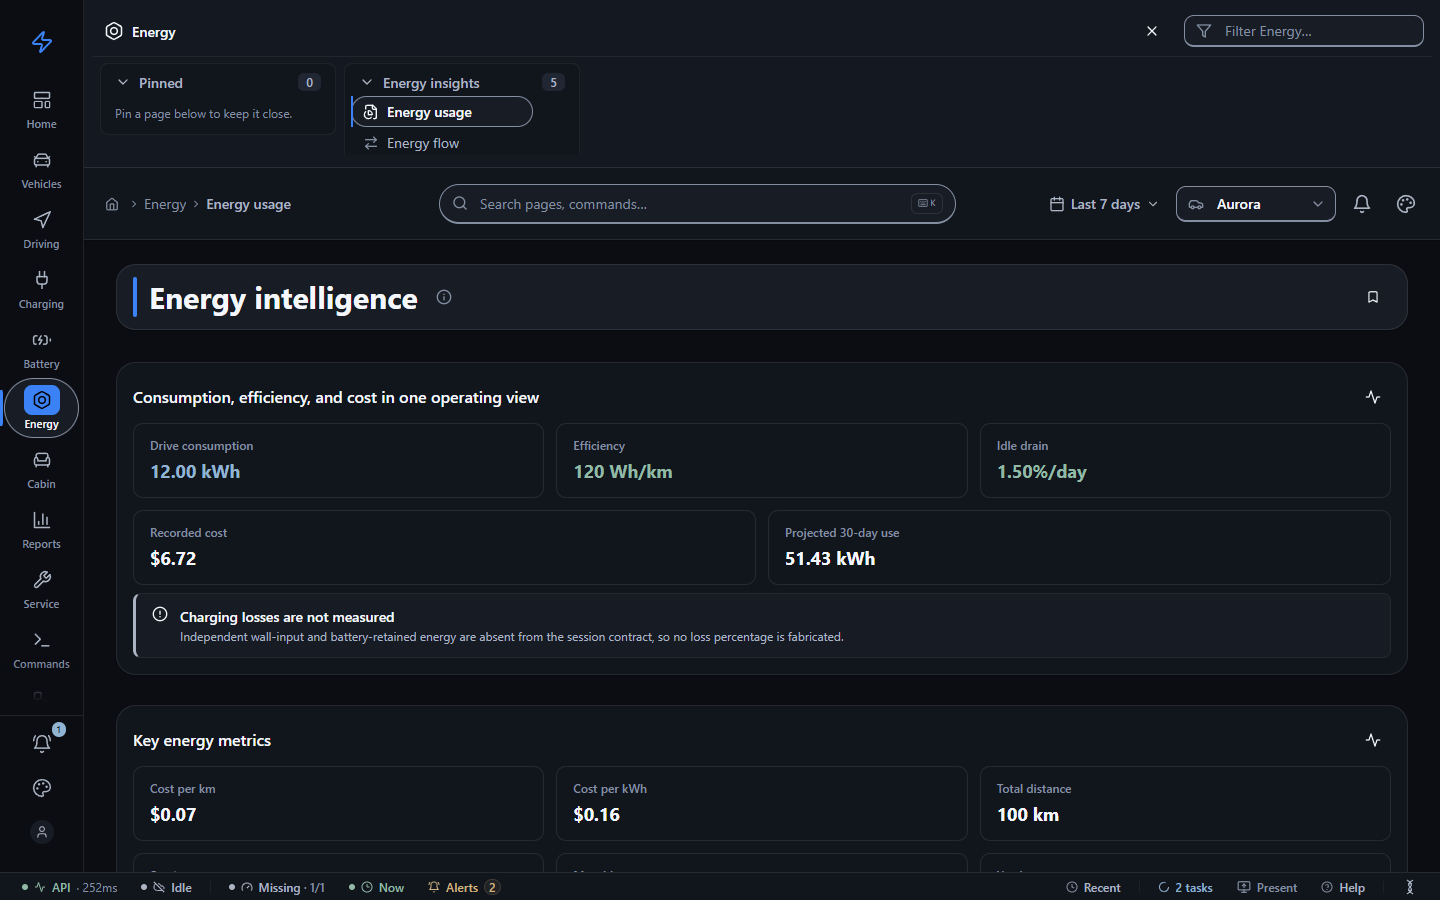 Energy
Filter Energy...
Pinned
0
Pin a page below to keep it close.
Energy insights
5
Energy usage
Energy flow
Home
Vehicles
Driving
Charging
Battery
Energy
Cabin
Reports
Service
Commands
1
Energy
Energy usage
Search pages, commands...
K
Last 7 days
Aurora
Energy intelligence
Consumption, efficiency, and cost in one operating view
Drive consumption
12.00 kWh
Efficiency
120 Wh/km
Idle drain
1.50%/day
Recorded cost
$6.72
Projected 30-day use
51.43 kWh
Charging losses are not measured
Independent wall-input and battery-retained energy are absent from the session contract, so no loss percentage is fabricated.
Key energy metrics
Cost per km
$0.07
Cost per kWh
$0.16
Total distance
100 km
API · 252ms
Idle
Missing · 1/1
Now
Alerts 2
Recent
2 tasks
Present
Help